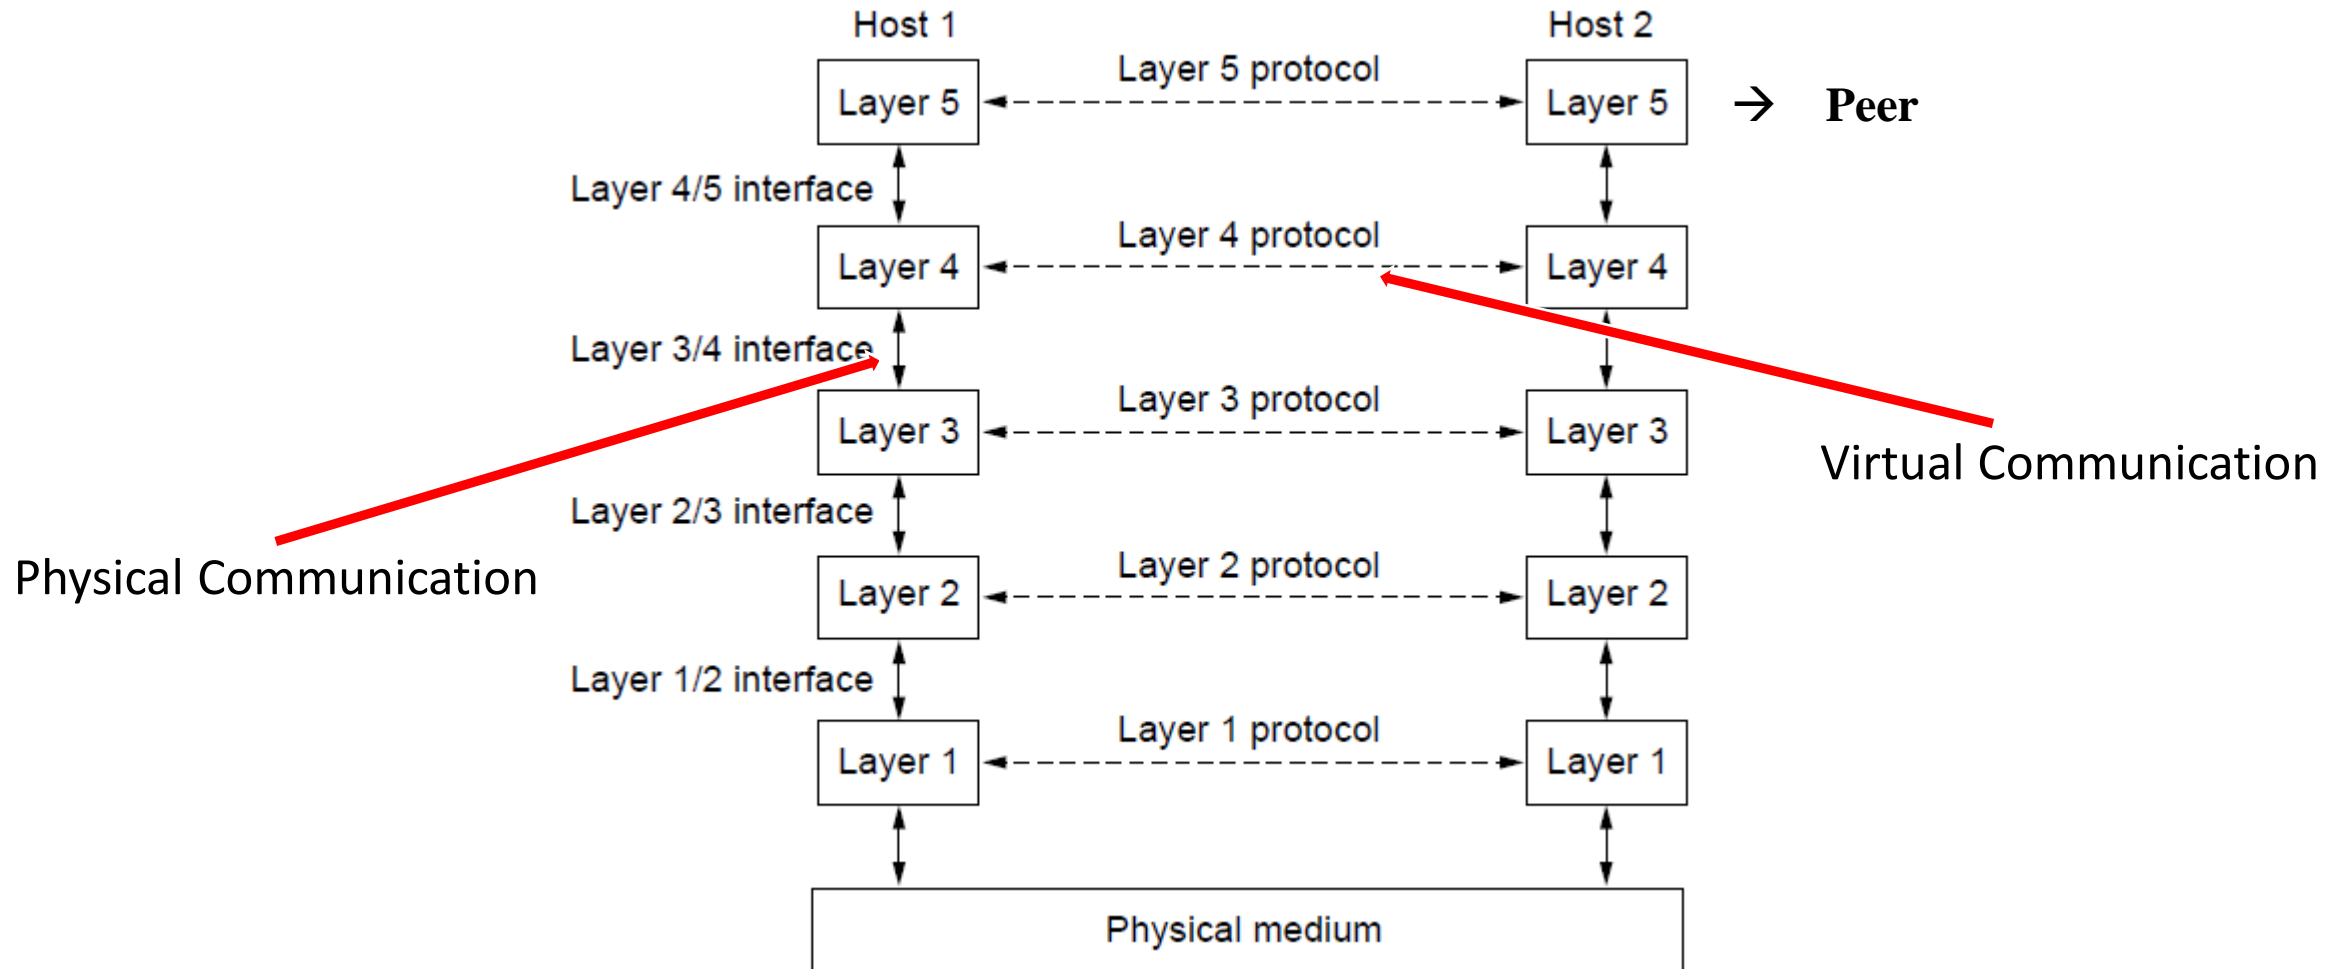 Host 1
Host 2
Layer 5 protocol
Layer 5
Layer 5
→ Peer
Layer 4/5 interface
Layer 4 protocol
Layer 4
Layer 4
Layer 3/4 interface
Layer 3 protocol
Layer 3
Layer 3
Virtual Communication
Layer 2/3 interface
Physical Communication
Layer 2 protocol
Layer 2
Layer 2
Layer 1/2 interface
Layer 1 protocol
Layer 1
Layer 1
Physical medium